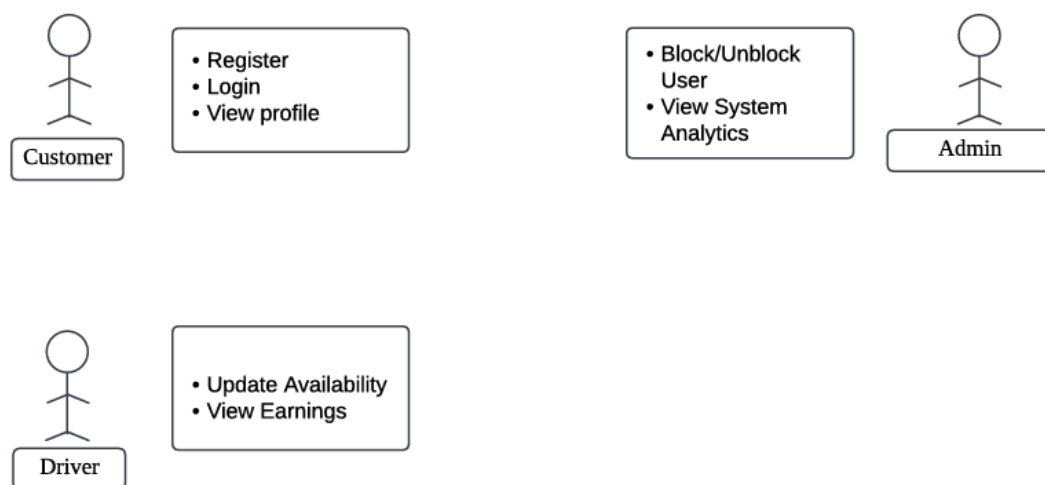 • Register
• Login
• View profile
Customer
• Block/Unblock
User
• View System
Analytics
Admin
• Update Availability
• View Earnings
Driver